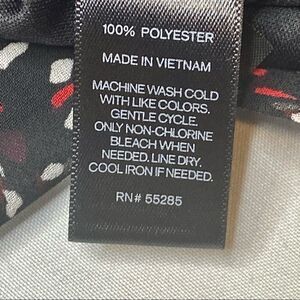 100% POLYESTER
MADE IN VIETNAM
MACHINE WASH COLD
WITH LIKE COLORS.
GENTLE CYCLE.
ONLY NON-CHLORINE
BLEACH WHEN
NEEDED. LINE DRY.
COOL IRON IF NEEDED.
RN# 55285